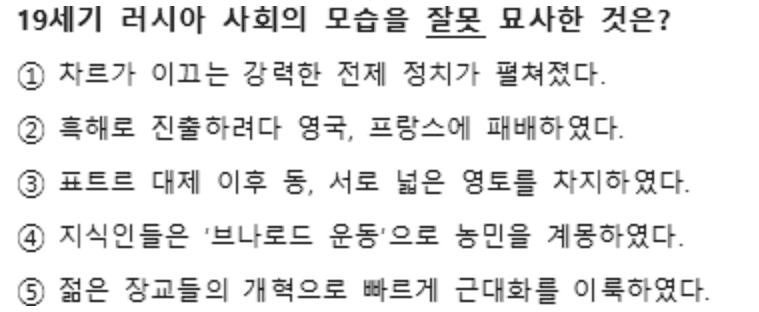 19세기 러시아 사회의 모습을 잘못 묘사한 것은?
① 차르가 이끄는 강력한 전제 정치가 펼쳐졌다.
② 흑해로 진출하려다 영국, 프랑스에 패배하였다.
③ 표트르 대제 이후 동, 서로 넓은 영토를 차지하였다.
④ 지식인들은 '브나로드 운동'으로 농민을 계몽하였다.
⑤ 젊은 장교들의 개혁으로 빠르게 근대화를 이룩하였다.